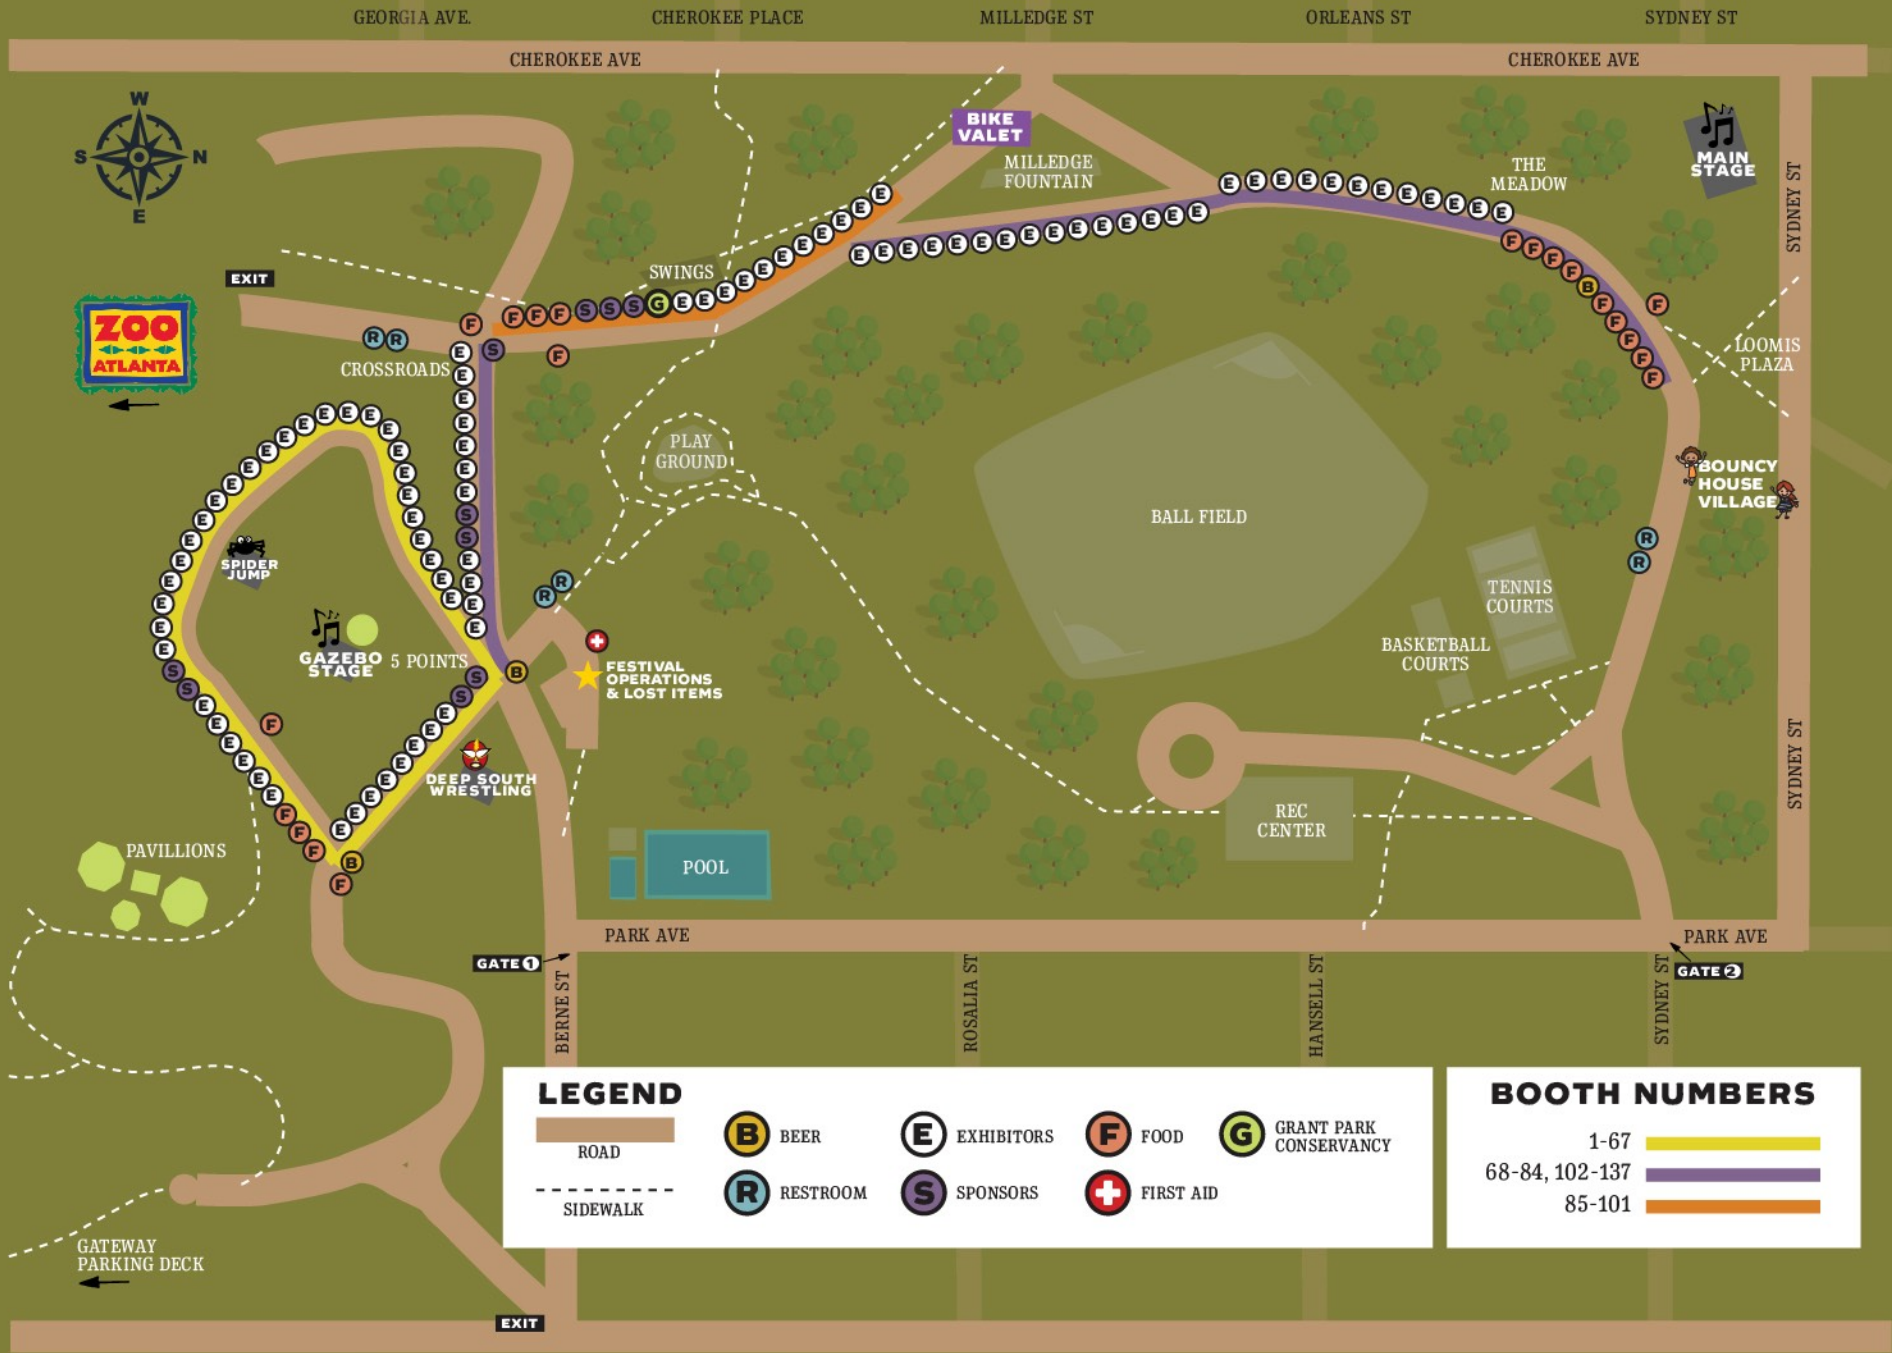 GEORGIA AVE.
CHEROKEE PLACE
MILLEDGE ST
ORLEANS ST
SYDNEY ST
CHEROKEE AVE
CHEROKEE AVE
W
S
N
E
BIKE
VALET
MILLEDGE
FOUNTAIN
THE
MEADOW
MAIN
STAGE
SYDNEY ST
EXIT
SWINGS
ZOO
ATLANTA
CROSSROADS
LOOMIS
PLAZA
PLAY
GROUND
BALL FIELD
BOUNCY
HOUSE
VILLAGE
SPIDER
JUMP
TENNIS
COURTS
BASKETBALL
COURTS
GAZEBO
STAGE
5 POINTS
FESTIVAL
OPERATIONS
& LOST ITEMS
DEEP SOUTH
WRESTLING
SYDNEY ST
REC
CENTER
PAVILLIONS
POOL
PARK AVE
PARK AVE
GATE 1
GATE 2
BERNE ST
ROSALIA ST
HANSELL ST
SYDNEY ST
GATEWAY
PARKING DECK
EXIT
LEGEND
ROAD
SIDEWALK
B BEER
E EXHIBITORS
F FOOD
G GRANT PARK
CONSERVANCY
R RESTROOM
S SPONSORS
FIRST AID
BOOTH NUMBERS
1-67
68-84, 102-137
85-101